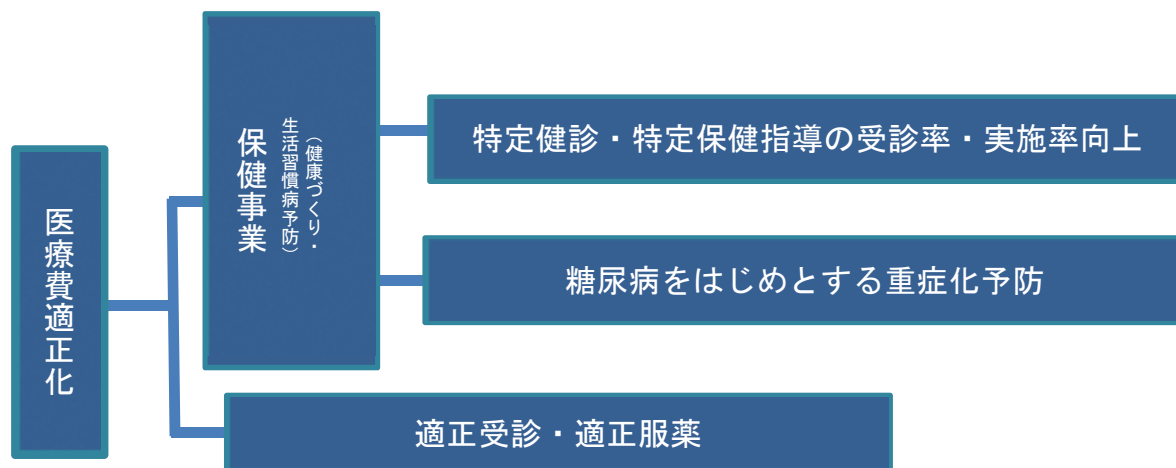 医療費適正化
保健事業
(健康づくり・
生活習慣病予防)
特定健診・特定保健指導の受診率・実施率向上
糖尿病をはじめとする重症化予防
適正受診・適正服薬